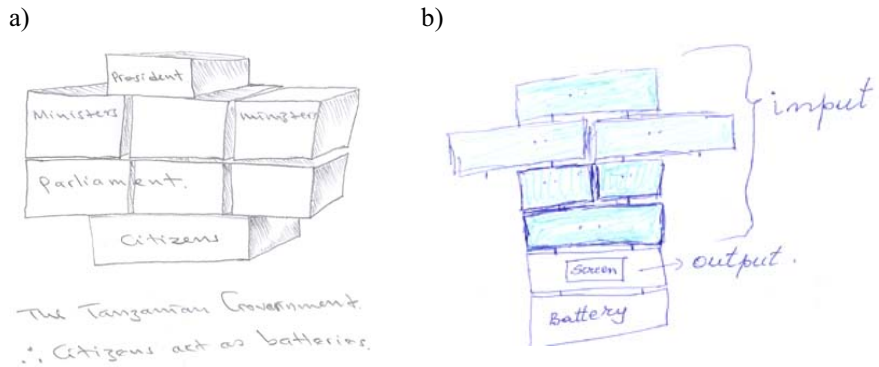 a)
President
Ministers
ministers
Parliament.
Citizens
The Tanzanian Government.
∴ Citizens act as batteries.
b)
input
Screen
output.
Battery